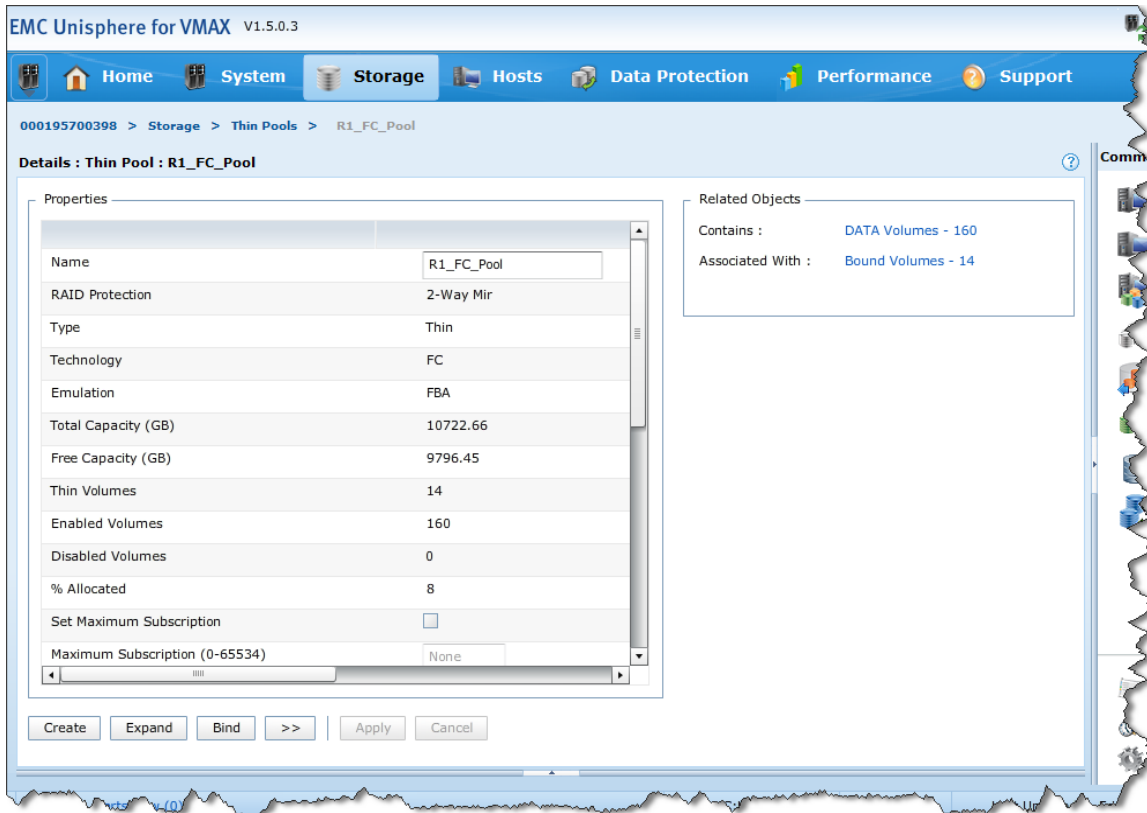 EMC Unisphere for VMAX V1.5.0.3
Home System Storage Hosts Data Protection Performance Support
000195700398 > Storage > Thin Pools > R1_FC_Pool
Details : Thin Pool : R1_FC_Pool
Properties
Name R1_FC_Pool
RAID Protection 2-Way Mir
Type Thin
Technology FC
Emulation FBA
Total Capacity (GB) 10722.66
Free Capacity (GB) 9796.45
Thin Volumes 14
Enabled Volumes 160
Disabled Volumes 0
% Allocated 8
Set Maximum Subscription
Maximum Subscription (0-65534) None
Create Expand Bind >> Apply Cancel
Related Objects
Contains : DATA Volumes - 160
Associated With : Bound Volumes - 14
Comm